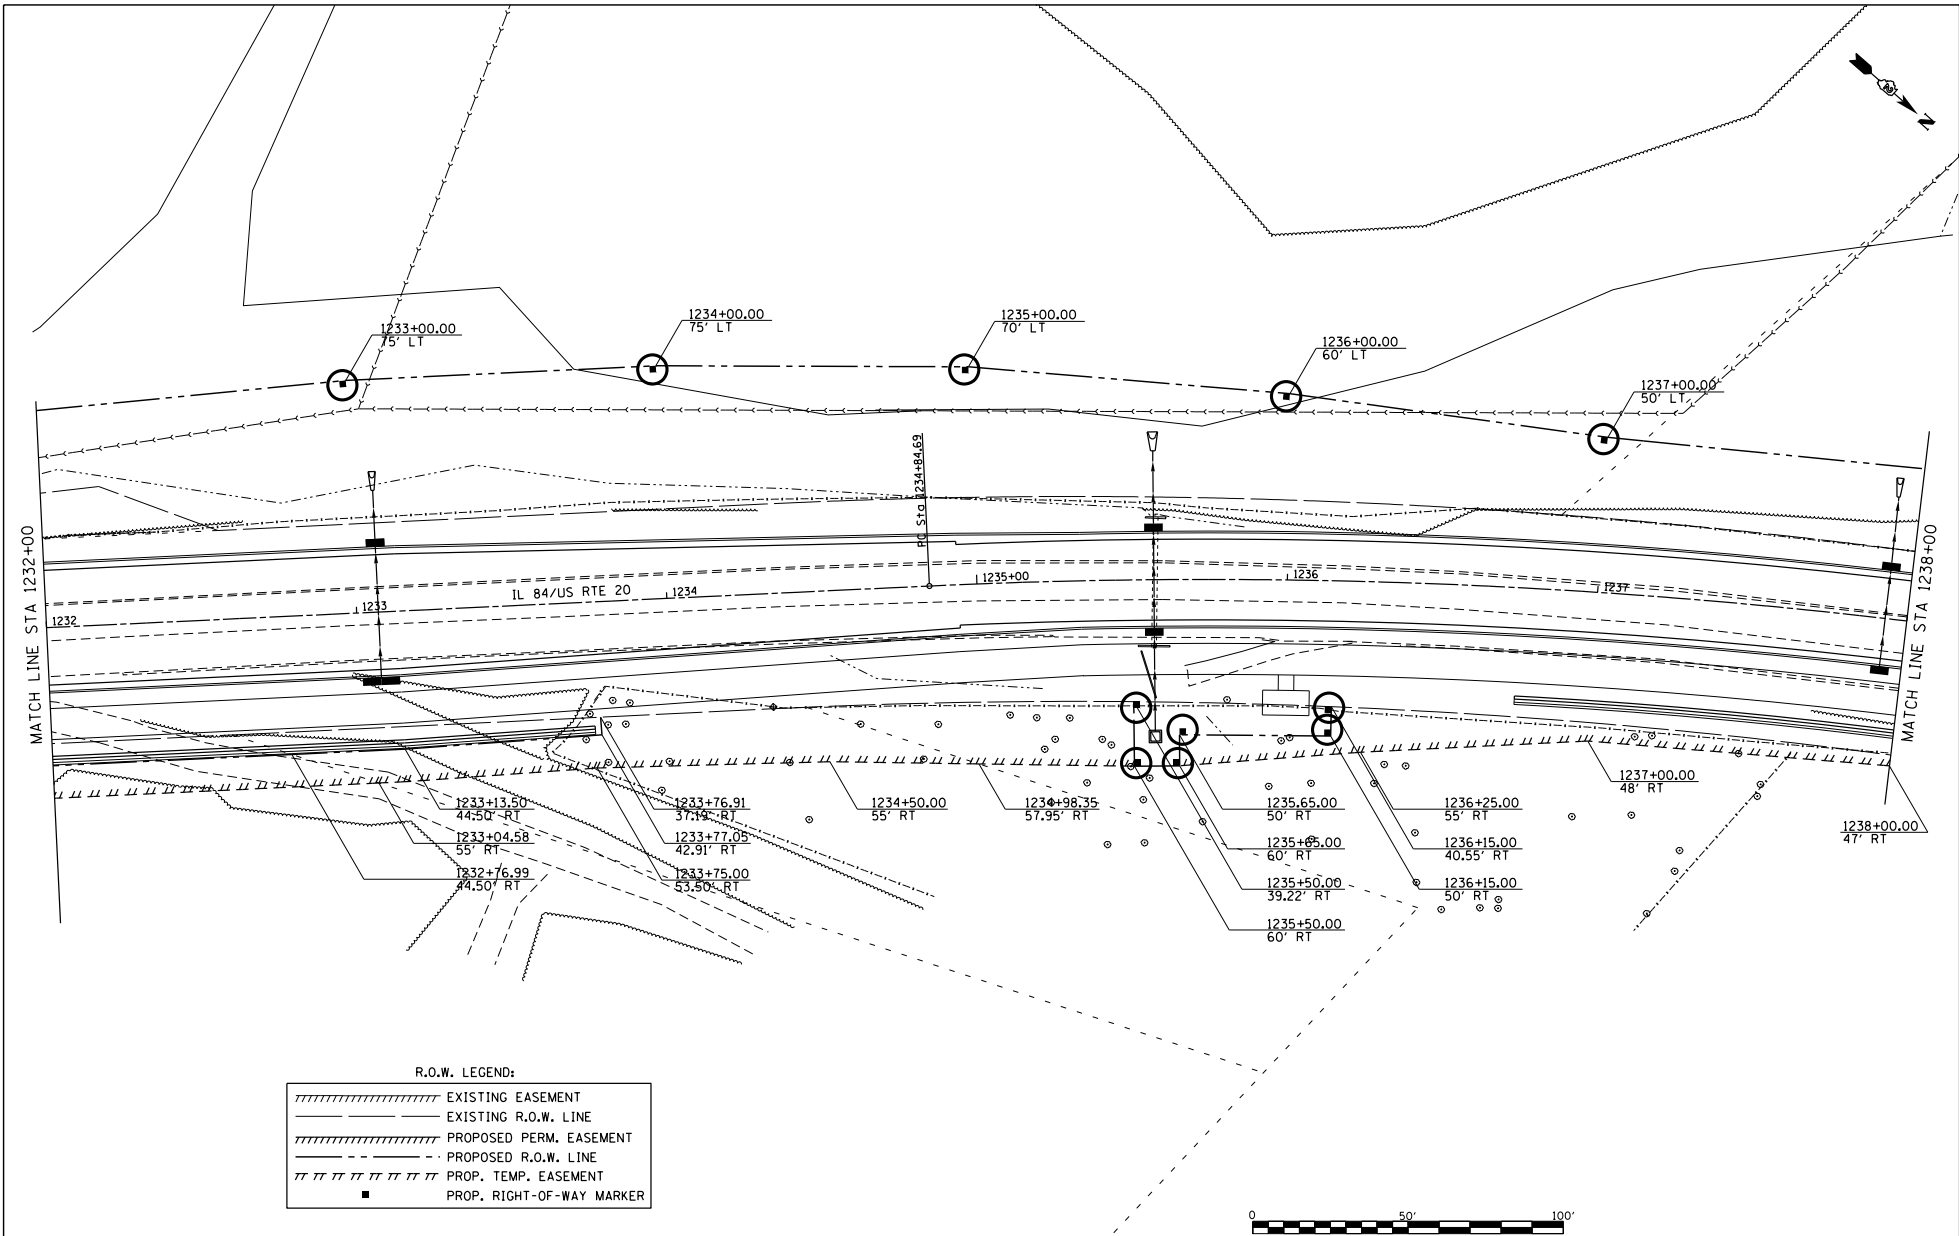 N
1233+00.00
75' LT
1234+00.00
75' LT
1235+00.00
70' LT
1236+00.00
60' LT
1237+00.00
50' LT
PC Sta 1234+84.69
MATCH LINE STA 1232+00
MATCH LINE STA 1238+00
1232
1233
IL 84/US RTE 20
1234
1235+00
1236
1237
1233+13.50
44.50' RT
1233+04.58
55' RT
1232+76.99
44.50' RT
1233+76.91
37.19' RT
1233+77.05
42.91' RT
1233+75.00
53.50' RT
1234+50.00
55' RT
1234+98.35
57.95' RT
1235.65.00
50' RT
1235+65.00
60' RT
1235+50.00
39.22' RT
1235+50.00
60' RT
1236+25.00
55' RT
1236+15.00
40.55' RT
1236+15.00
50' RT
1237+00.00
48' RT
1238+00.00
47' RT
R.O.W. LEGEND:
EXISTING EASEMENT
EXISTING R.O.W. LINE
PROPOSED PERM. EASEMENT
PROPOSED R.O.W. LINE
PROP. TEMP. EASEMENT
PROP. RIGHT-OF-WAY MARKER
0 50' 100'